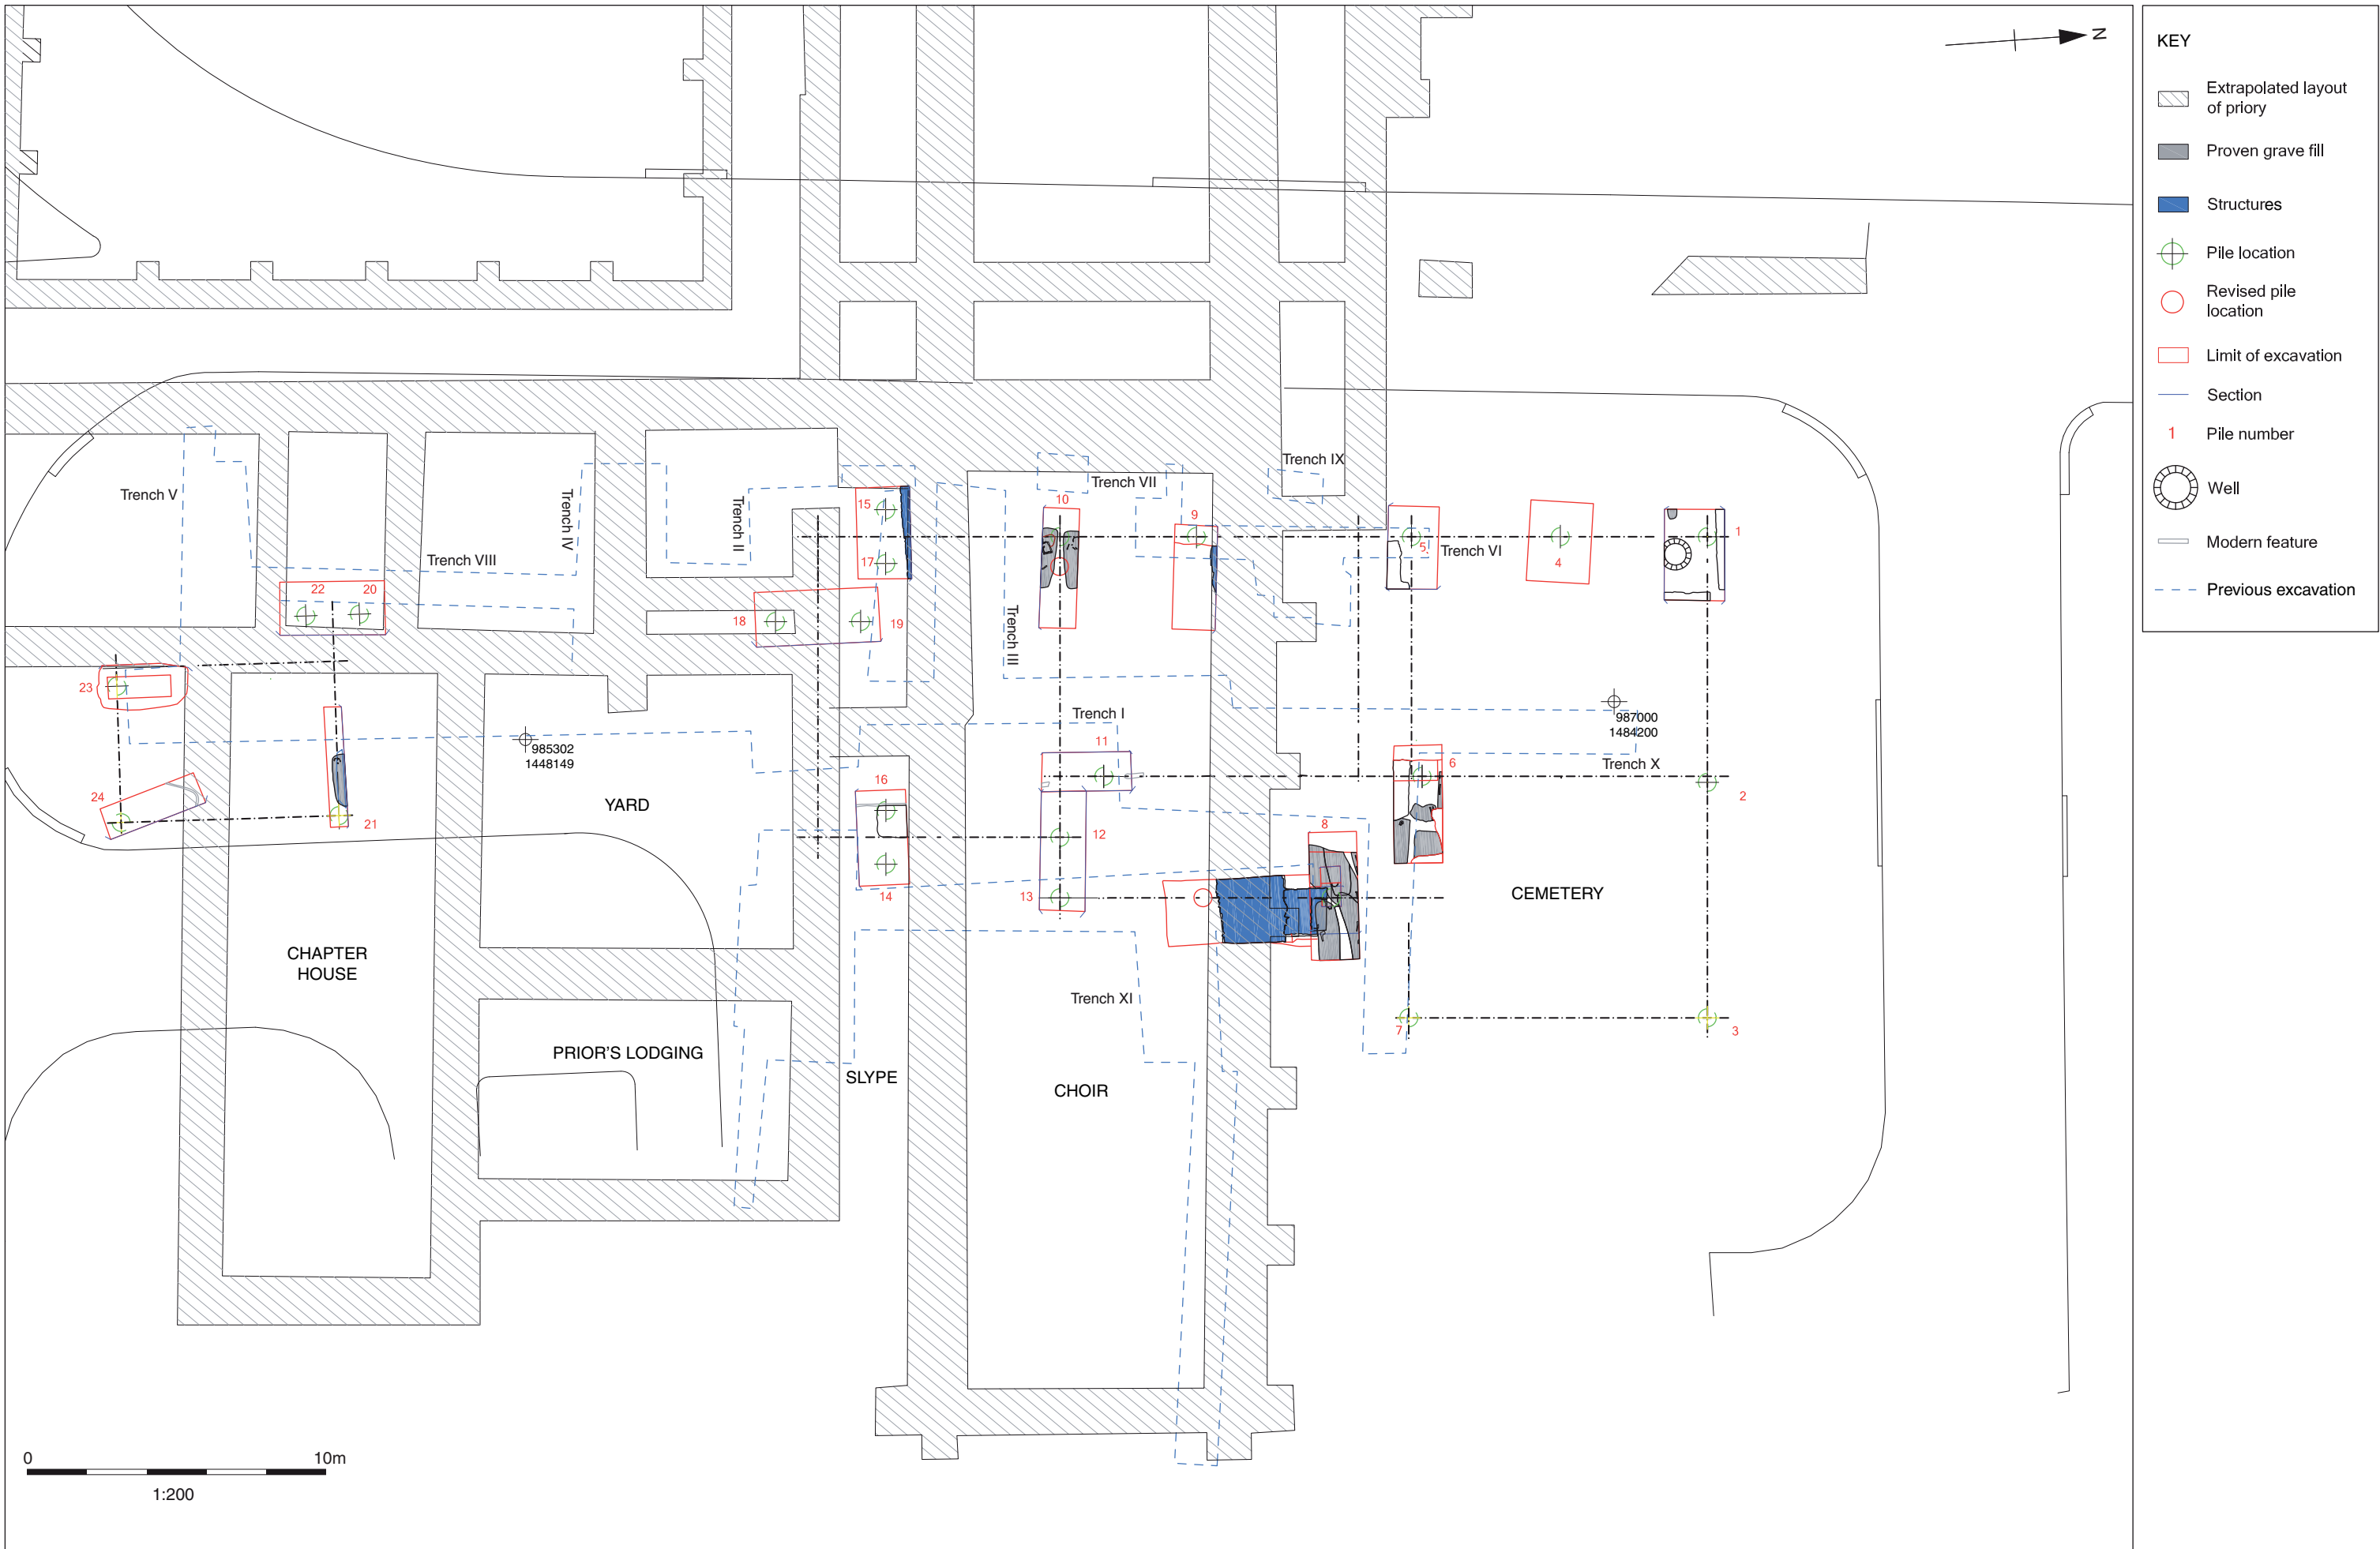 N
KEY
Extrapolated layout
of priory
Proven grave fill
Structures
Pile location
Revised pile
location
Limit of excavation
Section
1 Pile number
Well
Modern feature
Previous excavation
Trench V
Trench VIII
Trench IV
Trench II
Trench III
Trench VII
Trench IX
Trench VI
Trench I
Trench X
Trench XI
15
17
10
9
5
4
1
22
20
18
19
23
24
21
16
14
11
12
13
6
8
2
7
3
987000
1484200
985302
1448149
YARD
CEMETERY
CHAPTER
HOUSE
PRIOR'S LODGING
SLYPE
CHOIR
0 10m
1:200